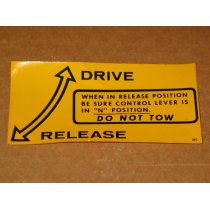 DRIVE
WHEN IN RELEASE POSITION
BE SURE CONTROL LEVER IS
IN "N" POSITION.
DO NOT TOW
RELEASE